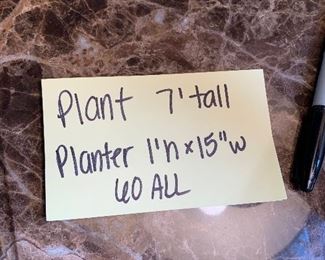 Plant 7' tall
Planter 1'h x 15"w
60 ALL